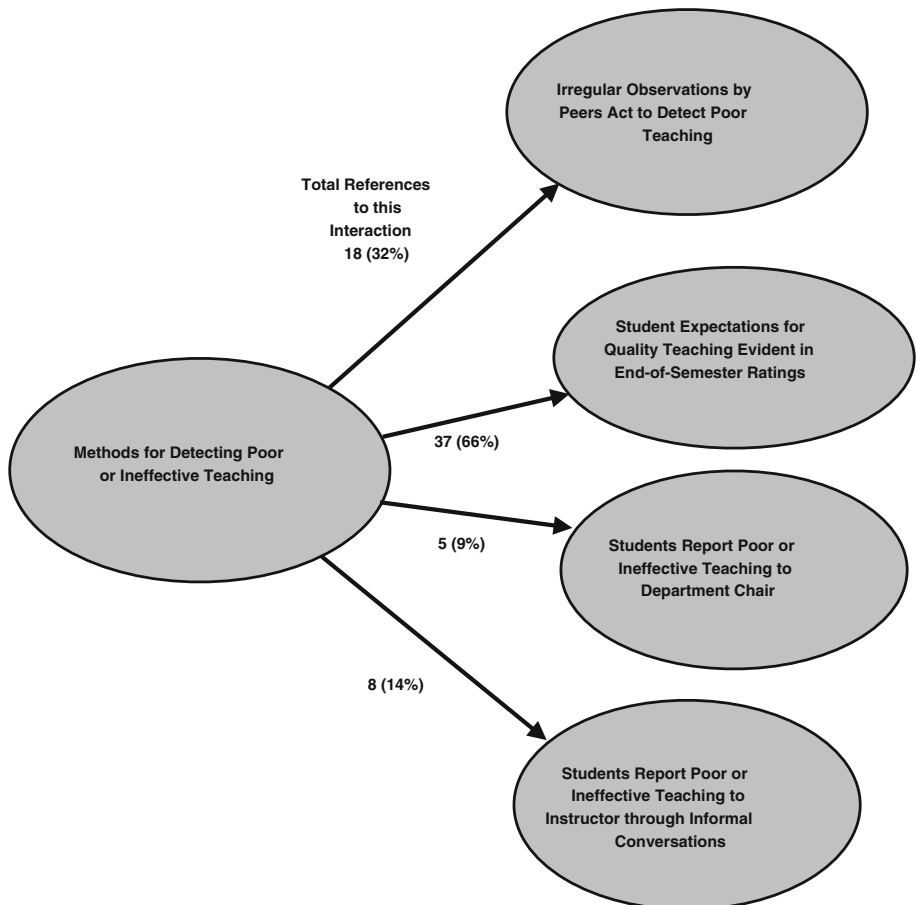 Irregular Observations by
Peers Act to Detect Poor
Teaching
Total References
to this
Interaction
18 (32%)
Student Expectations for
Quality Teaching Evident in
End-of-Semester Ratings
37 (66%)
Methods for Detecting Poor
or Ineffective Teaching
5 (9%)
Students Report Poor or
Ineffective Teaching to
Department Chair
8 (14%)
Students Report Poor or
Ineffective Teaching to
Instructor through Informal
Conversations